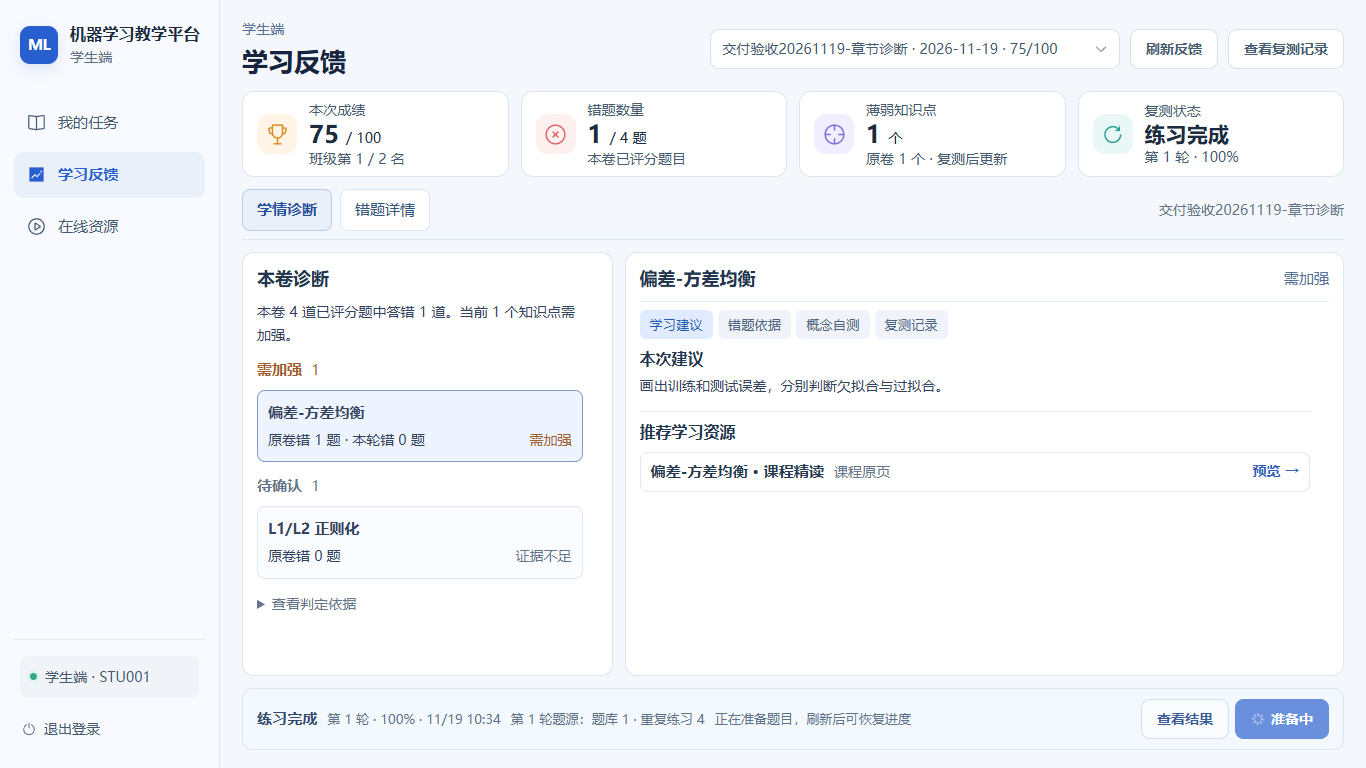 ML
机器学习教学平台
学生端
我的任务
学习反馈
在线资源
学生端 · STU001
退出登录
学生端
学习反馈
交付验收20261119-章节诊断 · 2026-11-19 · 75/100
刷新反馈
查看复测记录
本次成绩
75 / 100
班级第 1 / 2 名
错题数量
1 / 4 题
本卷已评分题目
薄弱知识点
1 个
原卷 1 个 · 复测后更新
复测状态
练习完成
第 1 轮 · 100%
学情诊断
错题详情
交付验收20261119-章节诊断
本卷诊断
本卷 4 道已评分题中答错 1 道。当前 1 个知识点需
加强。
需加强 1
偏差-方差均衡
原卷错 1 题 · 本轮错 0 题
需加强
待确认 1
L1/L2 正则化
原卷错 0 题
证据不足
▶ 查看判定依据
偏差-方差均衡
需加强
学习建议
错题依据
概念自测
复测记录
本次建议
画出训练和测试误差，分别判断欠拟合与过拟合。
推荐学习资源
偏差-方差均衡 • 课程精读 课程原页
预览 →
练习完成 第 1 轮 · 100% · 11/19 10:34 第 1 轮题源：题库 1 · 重复练习 4 正在准备题目，刷新后可恢复进度
查看结果
准备中